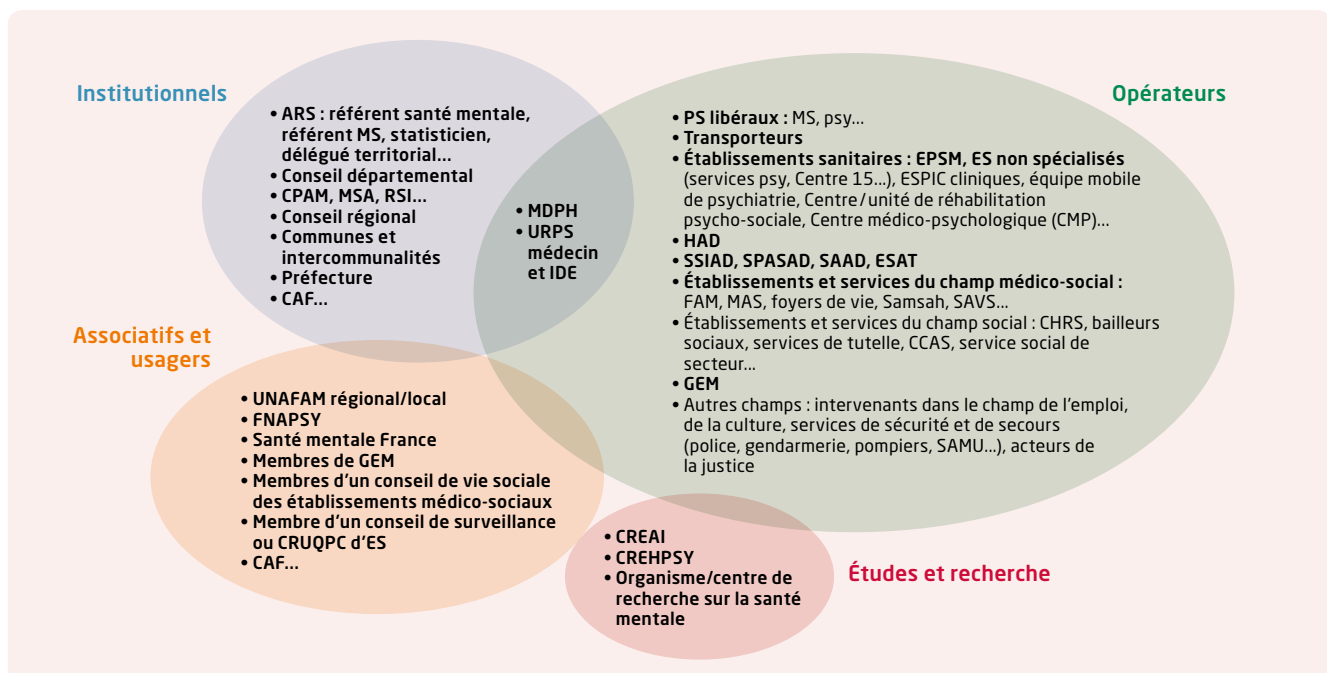 Institutionnels
• ARS : référent santé mentale,
référent MS, statisticien,
délégué territorial...
• Conseil départemental
• CPAM, MSA, RSI...
• Conseil régional
• Communes et
intercommunalités
• Préfecture
• CAF...
• MDPH
• URPS
médecin
et IDE
Opérateurs
• PS libéraux : MS, psy...
• Transporteurs
• Établissements sanitaires : EPSM, ES non spécialisés
(services psy, Centre 15...), ESPIC cliniques, équipe mobile
de psychiatrie, Centre/unité de réhabilitation
psycho-sociale, Centre médico-psychologique (CMP)...
• HAD
• SSIAD, SPASAD, SAAD, ESAT
• Établissements et services du champ médico-social :
FAM, MAS, foyers de vie, Samsah, SAVS...
• Établissements et services du champ social : CHRS, bailleurs
sociaux, services de tutelle, CCAS, service social de
secteur...
• GEM
• Autres champs : intervenants dans le champ de l'emploi,
de la culture, services de sécurité et de secours
(police, gendarmerie, pompiers, SAMU...), acteurs de
la justice
Associatifs et
usagers
• UNAFAM régional/local
• FNAPSY
• Santé mentale France
• Membres de GEM
• Membres d'un conseil de vie sociale
des établissements médico-sociaux
• Membre d'un conseil de surveillance
ou CRUQPC d'ES
• CAF...
• CREAI
• CREHPSY
• Organisme/centre de
recherche sur la santé
mentale
Études et recherche